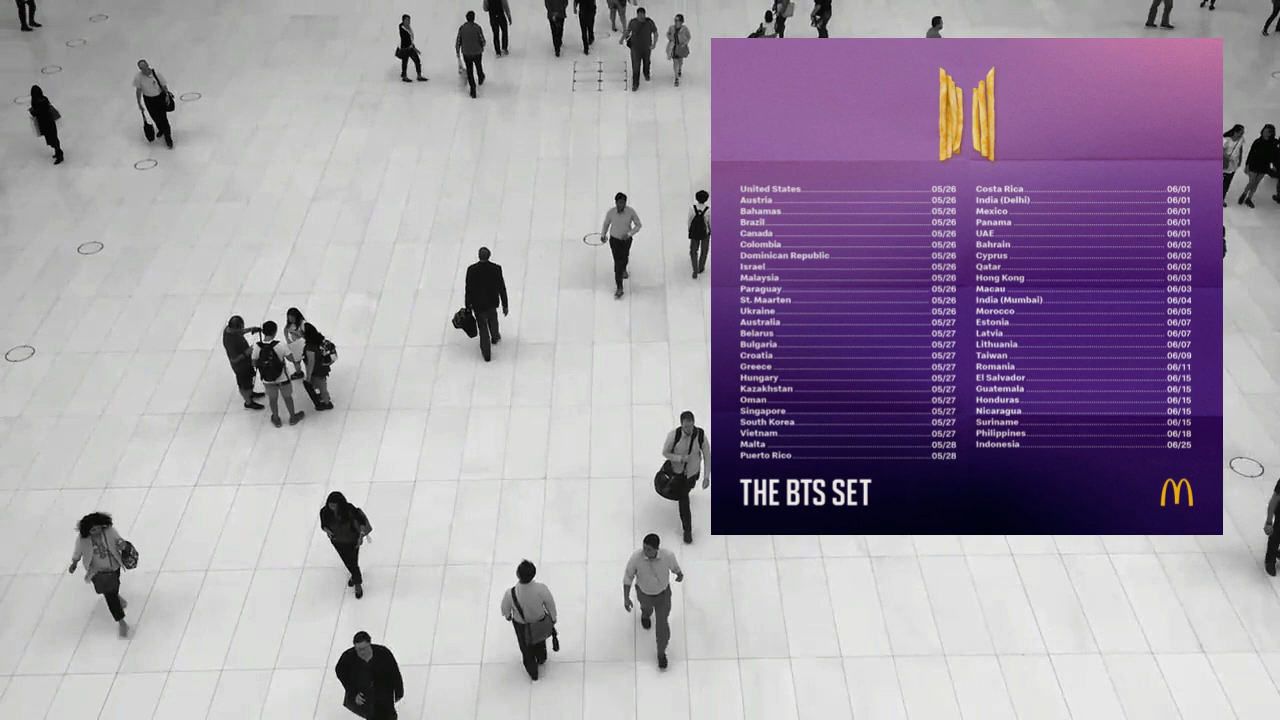 United States 05/26
Austria 05/26
Bahamas 05/26
Brazil 05/26
Canada 05/26
Colombia 05/26
Dominican Republic 05/26
Israel 05/26
Malaysia 05/26
Paraguay 05/26
St. Maarten 05/26
Ukraine 05/26
Australia 05/27
Belarus 05/27
Bulgaria 05/27
Croatia 05/27
Greece 05/27
Hungary 05/27
Kazakhstan 05/27
Oman 05/27
Singapore 05/27
South Korea 05/27
Vietnam 05/27
Malta 05/28
Puerto Rico 05/28
Costa Rica 06/01
India (Delhi) 06/01
Mexico 06/01
Panama 06/01
UAE 06/01
Bahrain 06/02
Cyprus 06/02
Qatar 06/02
Hong Kong 06/03
Macau 06/03
India (Mumbai) 06/04
Morocco 06/05
Estonia 06/07
Latvia 06/07
Lithuania 06/07
Taiwan 06/09
Romania 06/11
El Salvador 06/15
Guatemala 06/15
Honduras 06/15
Nicaragua 06/15
Suriname 06/15
Philippines 06/18
Indonesia 06/25
THE BTS SET